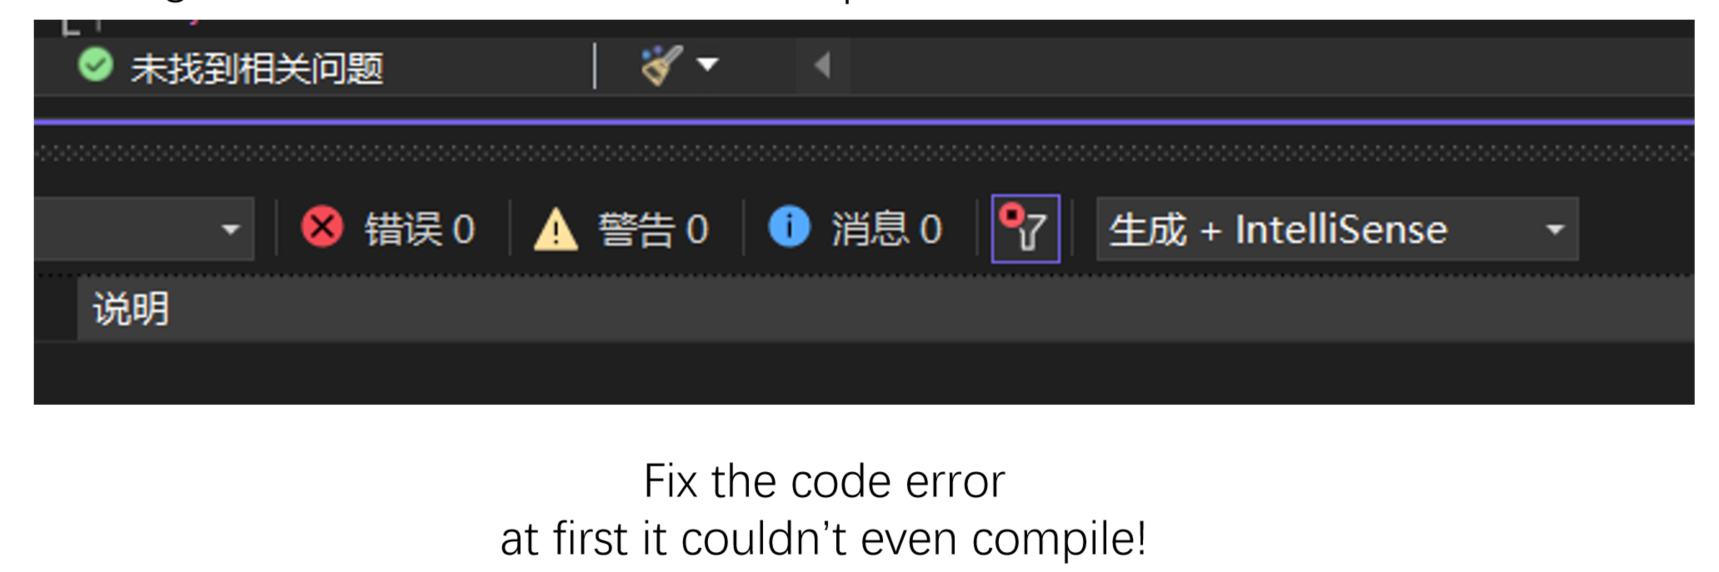 未找到相关问题
错误 0 警告 0 消息 0 生成 + IntelliSense
说明
Fix the code error
at first it couldn’t even compile!